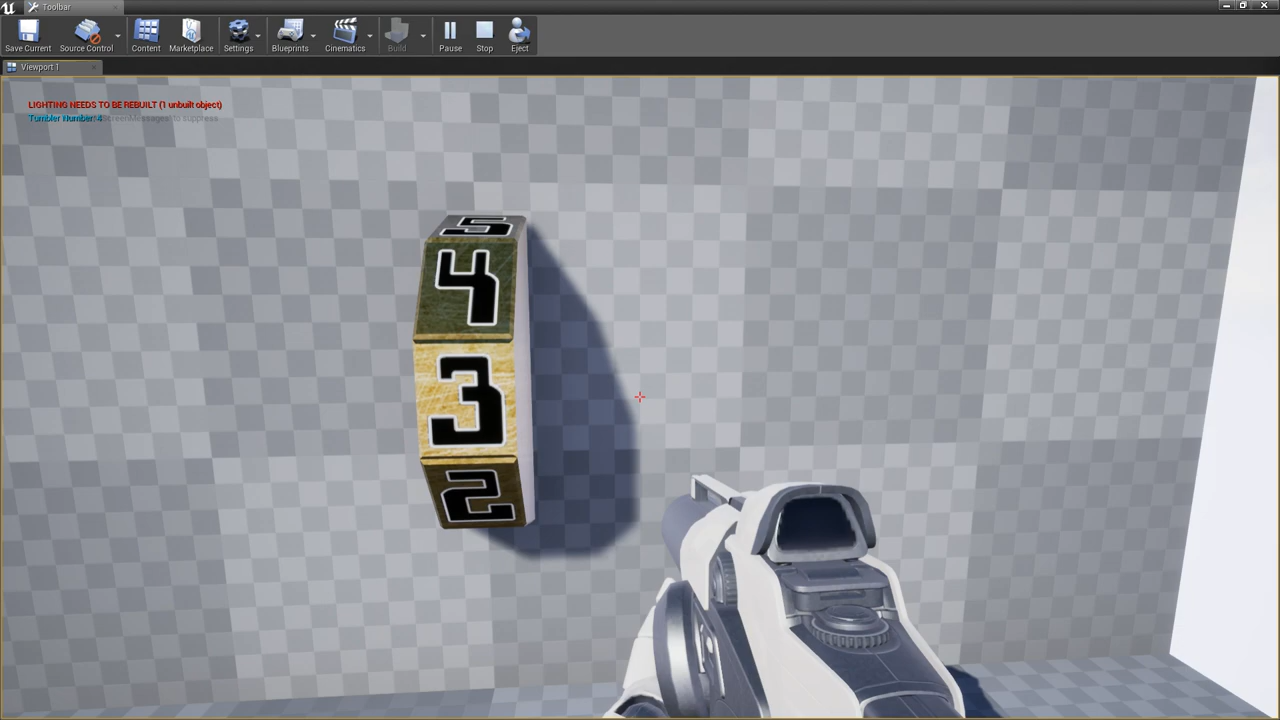 Toolbar
Save Current Source Control Content Marketplace Settings Blueprints Cinematics Build Pause Stop Eject
Viewport 1
LIGHTING NEEDS TO BE REBUILT (1 unbuilt object)
Tumbler Number: 4 to suppress
5
4
3
2